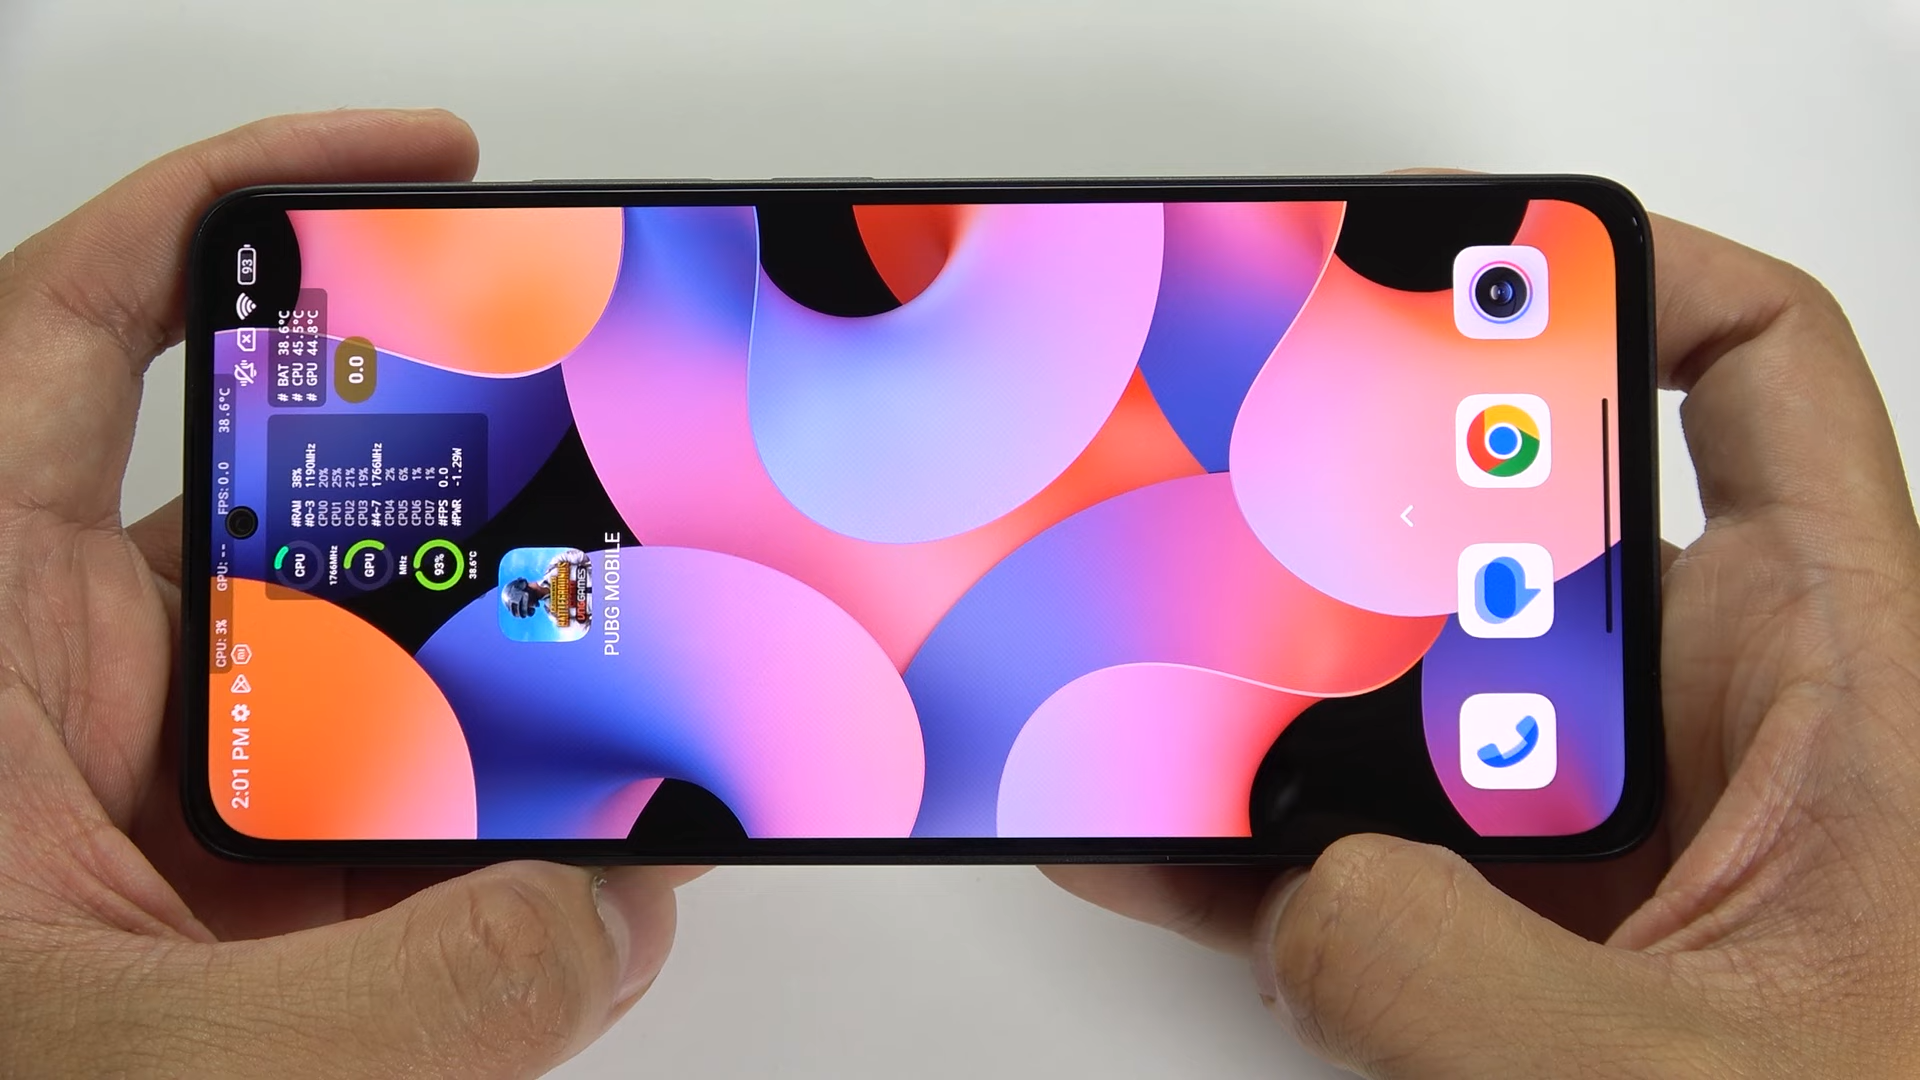 2:01 PM
93
CPU: 3% GPU: -- FPS:0.0 38.6°C
# BAT 38.6°C
# CPU 45.5°C
# GPU 44.8°C
0.0
CPU
1766MHz
GPU
MHz
93%
38.6°C
#RAM 38%
#0~3 1190MHz
CPU0 20%
CPU1 25%
CPU2 21%
CPU3 19%
#4~7 1766MHz
CPU4 2%
CPU5 6%
CPU6 1%
CPU7 1%
#FPS 0.0
#PWR -1.29W
BATTLEGROUNDS
PUBG MOBILE